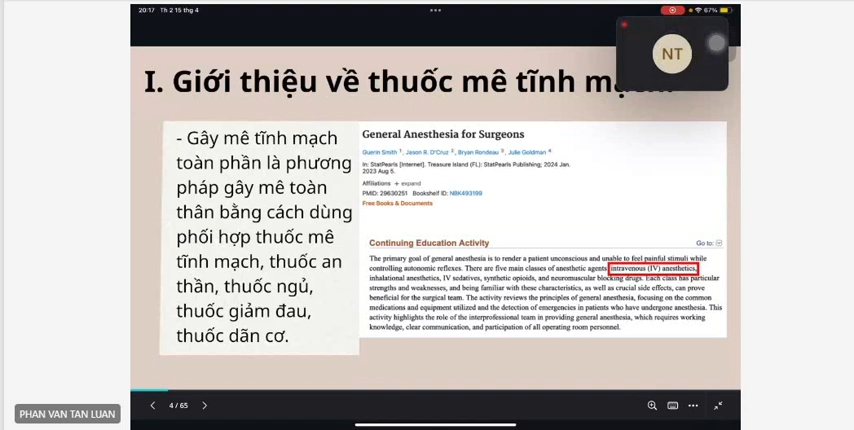 20:17 Th 2 15 thg 4
67%
NT
I. Giới thiệu về thuốc mê tĩnh
- Gây mê tĩnh mạch
toàn phần là phương
pháp gây mê toàn
thân bằng cách dùng
phối hợp thuốc mê
tĩnh mạch, thuốc an
thần, thuốc ngủ,
thuốc giảm đau,
thuốc dãn cơ.
General Anesthesia for Surgeons
Guerin Smith 1, Jason R. D'Cruz 2, Bryan Rondeau 3, Julie Goldman 4
In: StatPearls [Internet]. Treasure Island (FL): StatPearls Publishing; 2024 Jan.
2023 Aug 5.
Affiliations + expand
PMID: 29630251 Bookshelf ID: NBK493199
Free Books & Documents
Continuing Education Activity
Go to:
The primary goal of general anesthesia is to render a patient unconscious and unable to feel painful stimuli while
controlling autonomic reflexes. There are five main classes of anesthetic agents: intravenous (IV) anesthetics,
inhalational anesthetics, IV sedatives, synthetic opioids, and neuromuscular blocking drugs. Each class has particular
strengths and weaknesses, and being familiar with these characteristics, as well as crucial side effects, can prove
beneficial for the surgical team. The activity reviews the principles of general anesthesia, focusing on the common
medications and equipment utilized and the detection of emergencies in patients who have undergone anesthesia. This
activity highlights the role of the interprofessional team in providing general anesthesia, which requires working
knowledge, clear communication, and participation of all operating room personnel.
4 / 65
PHAN VAN TAN LUAN